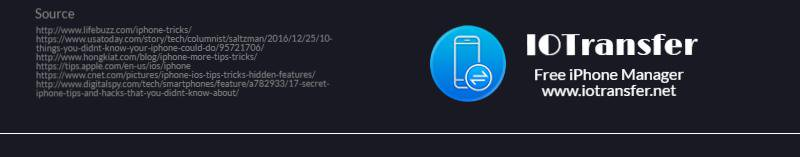 Source
http://www.lifebuzz.com/iphone-tricks/
https://www.usatoday.com/story/tech/columnist/saltzman/2016/12/25/10-
things-you-didnt-know-your-iphone-could-do/95721706/
http://www.hongkiat.com/blog/iphone-more-tips-tricks/
https://tips.apple.com/en-us/ios/iphone
https://www.cnet.com/pictures/iphone-ios-tips-tricks-hidden-features/
http://www.digitalspy.com/tech/smartphones/feature/a782933/17-secret-
iphone-tips-and-hacks-that-you-didnt-know-about/
IOTransfer
Free iPhone Manager
www.iotransfer.net